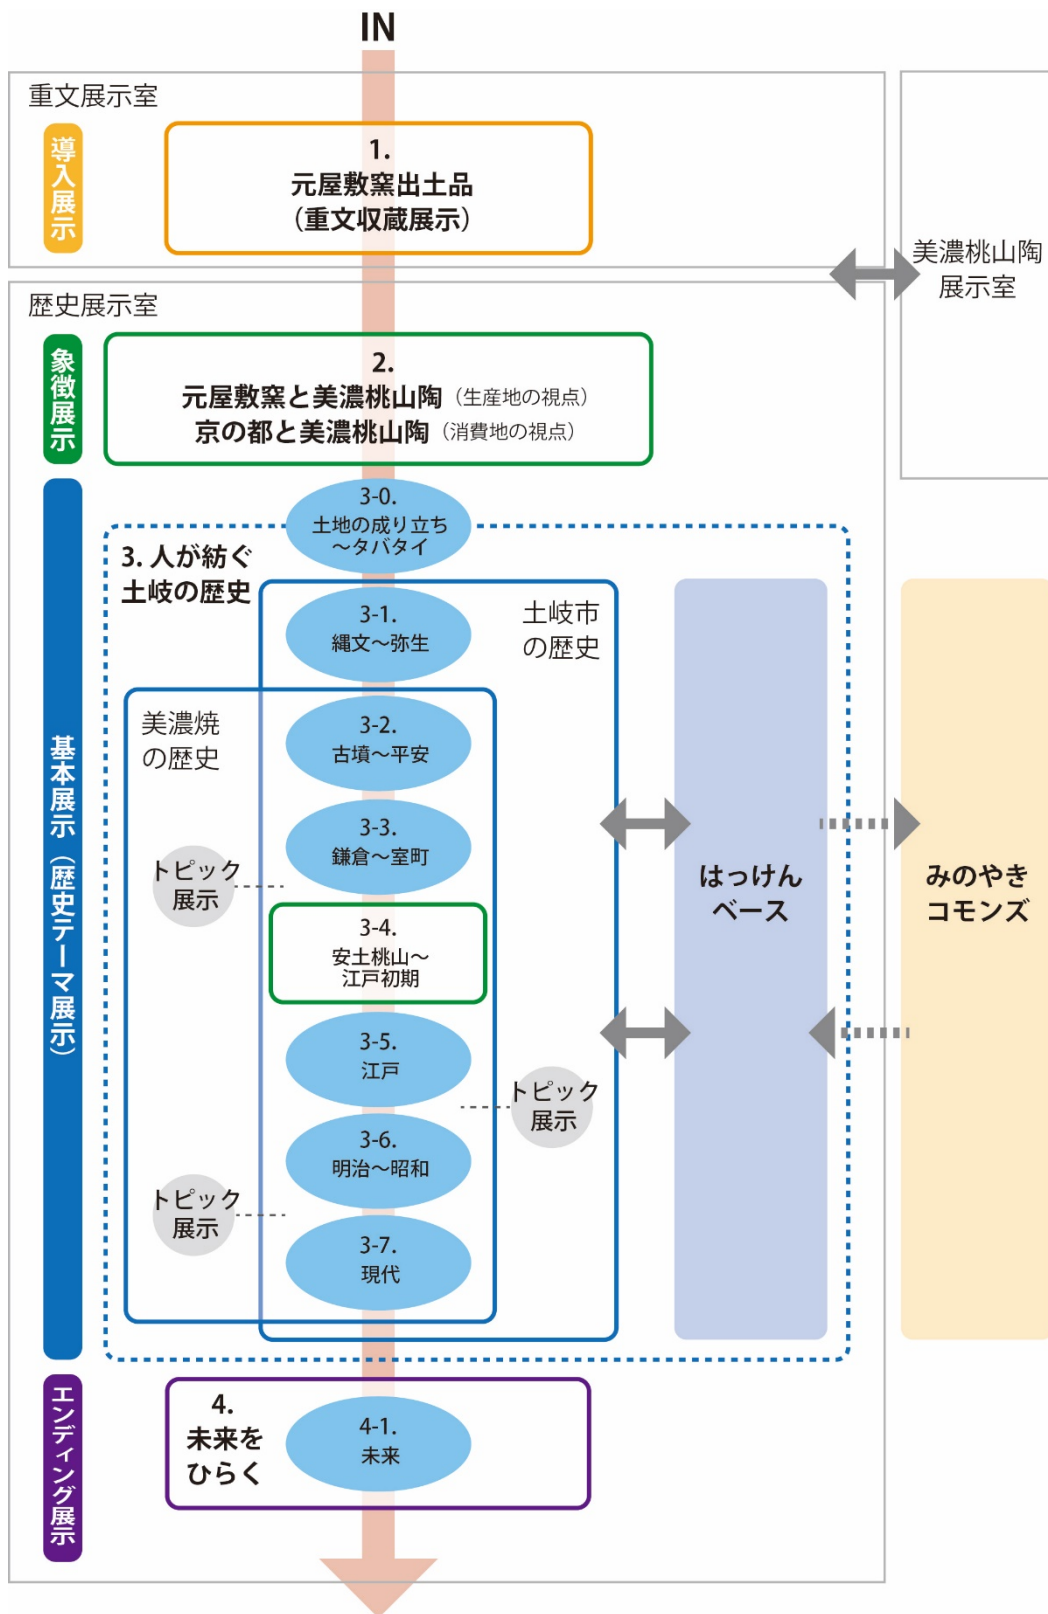 IN
重文展示室
導入展示
1.
元屋敷窯出土品
（重文収蔵展示）
美濃桃山陶
展示室
歴史展示室
象徴展示
2.
元屋敷窯と美濃桃山陶（生産地の視点）
京の都と美濃桃山陶（消費地の視点）
基本展示（歴史テーマ展示）
3. 人が紡ぐ
土岐の歴史
3-0.
土地の成り立ち
～タバタイ
土岐市
の歴史
3-1.
縄文～弥生
美濃焼
の歴史
3-2.
古墳～平安
3-3.
鎌倉～室町
トピック
展示
3-4.
安土桃山～
江戸初期
3-5.
江戸
トピック
展示
3-6.
明治～昭和
トピック
展示
3-7.
現代
はっけん
ベース
みのやき
コモンズ
エンディング展示
4.
未来を
ひらく
4-1.
未来